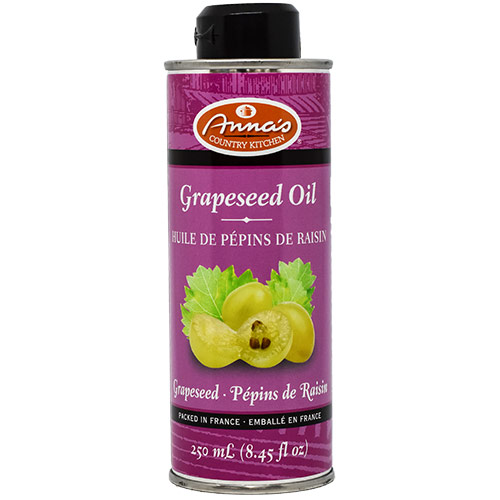 Anna's
COUNTRY KITCHEN
®
Grapeseed Oil
HUILE DE PÉPINS DE RAISIN
Grapeseed · Pépins de Raisin
PACKED IN FRANCE · EMBALLÉ EN FRANCE
250 mL (8.45 fl oz)